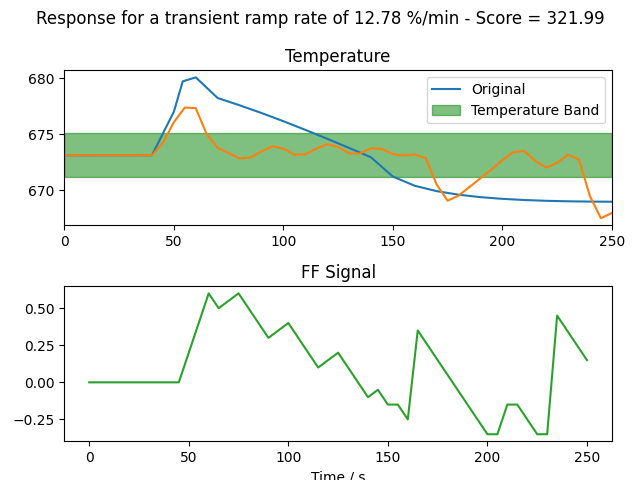 Response for a transient ramp rate of 12.78 %/min - Score = 321.99
Temperature
680
675
670
Original
Temperature Band
0 50 100 150 200 250
FF Signal
0.50
0.25
0.00
−0.25
0 50 100 150 200 250
Time / s